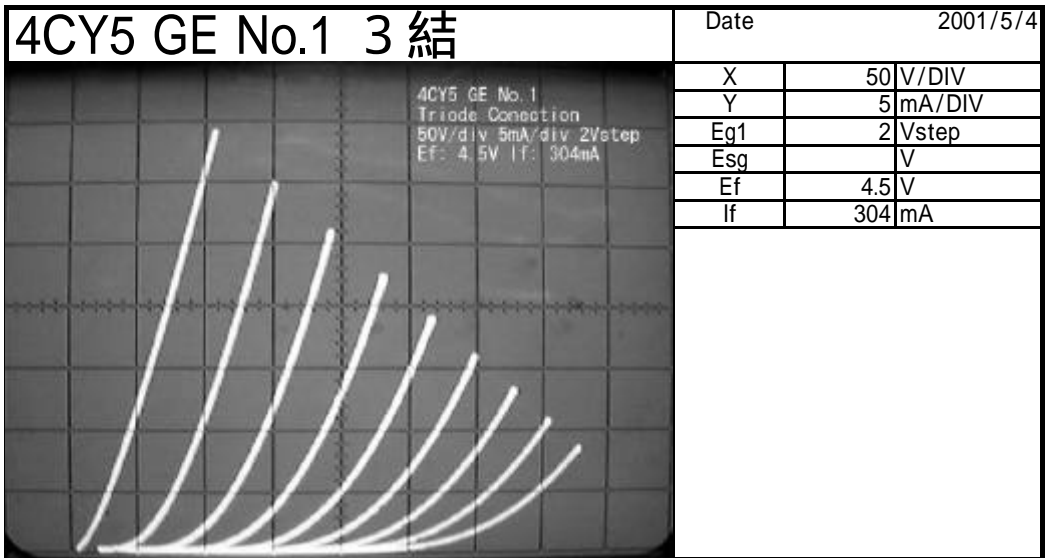 4CY5 GE No.1 3結
Date 2001/5/4
X 50 V/DIV
Y 5 mA/DIV
Eg1 2 Vstep
Esg V
Ef 4.5 V
If 304 mA
4CY5 GE No.1
Triode Conection
50V/div 5mA/div 2Vstep
Ef: 4.5V If: 304mA